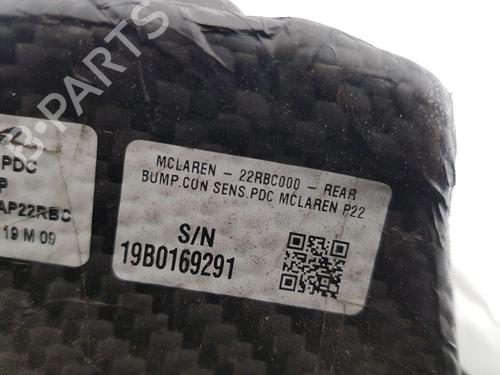 B-PARTS
PDC
P
AP22RBC
19 M 09
MCLAREN - 22RBC000 - REAR
BUMP.CON SENS.PDC MCLAREN P22
S/N
19B0169291